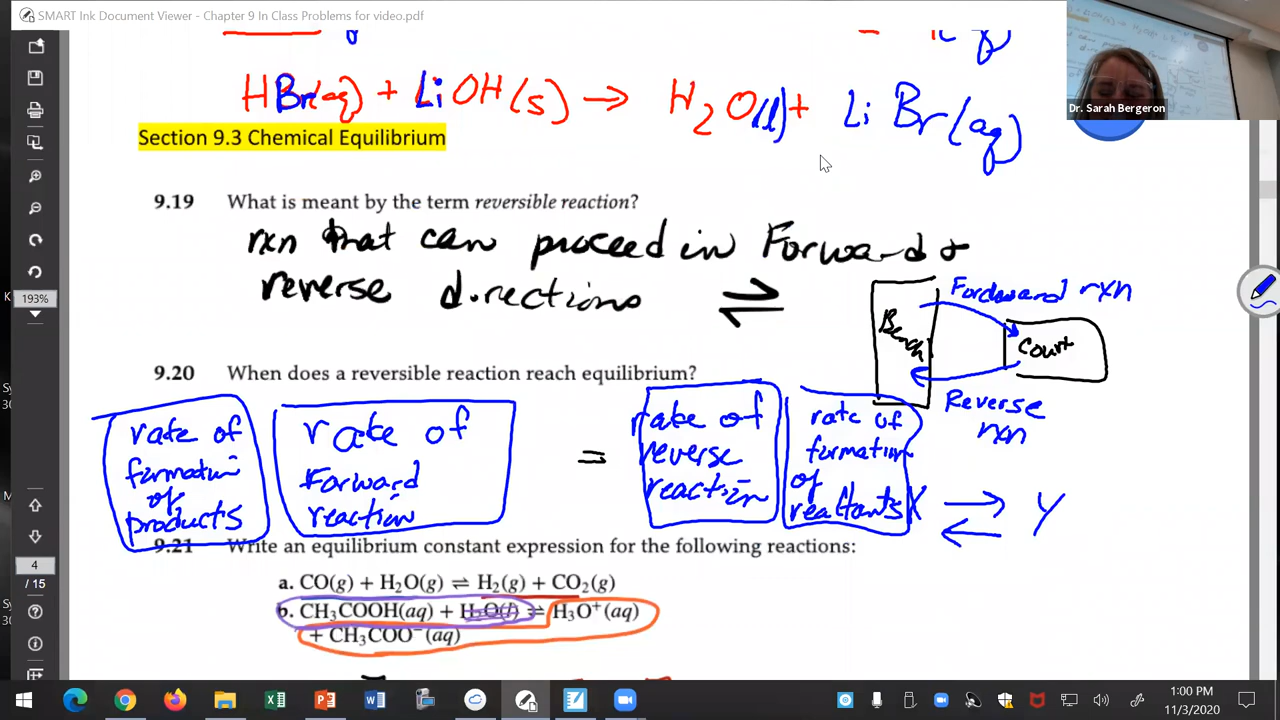 SMART Ink Document Viewer - Chapter 9 In Class Problems for video.pdf
Dr. Sarah Bergeron
HBr(aq) + LiOH(s) → H2O(l) + LiBr(aq)
Section 9.3 Chemical Equilibrium
9.19 What is meant by the term reversible reaction?
rxn that can proceed in Forward &
reverse directions ⇌
Forward rxn
Bench
Court
Reverse
rxn
9.20 When does a reversible reaction reach equilibrium?
rate of
formation
of
products
rate of
Forward
reaction
=
rate of
reverse
reaction
rate of
formation
of
reactants
X ⇌ Y
9.21 Write an equilibrium constant expression for the following reactions:
a. CO(g) + H2O(g) ⇌ H2(g) + CO2(g)
b. CH3COOH(aq) + H2O(l) ⇌ H3O+(aq)
+ CH3COO−(aq)
193%
4
/ 15
1:00 PM
11/3/2020